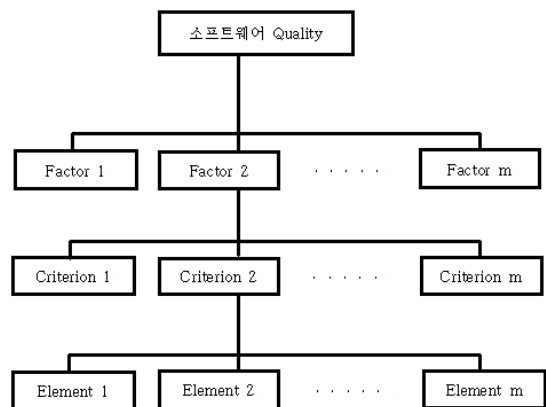 소프트웨어 Quality
Factor 1
Factor 2
· · · · ·
Factor m
Criterion 1
Criterion 2
· · · · ·
Criterion m
Element 1
Element 2
· · · · ·
Element m